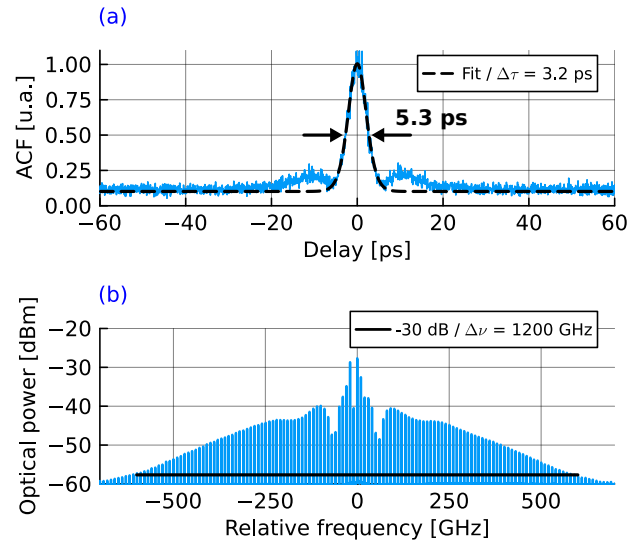 (a)
ACF [u.a.]
1.00
0.75
0.50
0.25
0.00
Fit / Δτ = 3.2 ps
5.3 ps
−60 −40 −20 0 20 40 60
Delay [ps]
(b)
Optical power [dBm]
−20
−30
−40
−50
−60
-30 dB / Δν = 1200 GHz
−500 −250 0 250 500
Relative frequency [GHz]